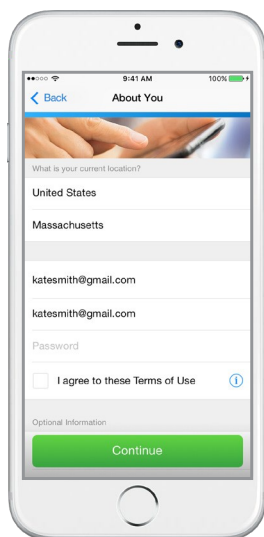 9:41 AM
100%
Back
About You
What is your current location?
United States
Massachusetts
katesmith@gmail.com
katesmith@gmail.com
Password
I agree to these Terms of Use
Optional Information
Continue